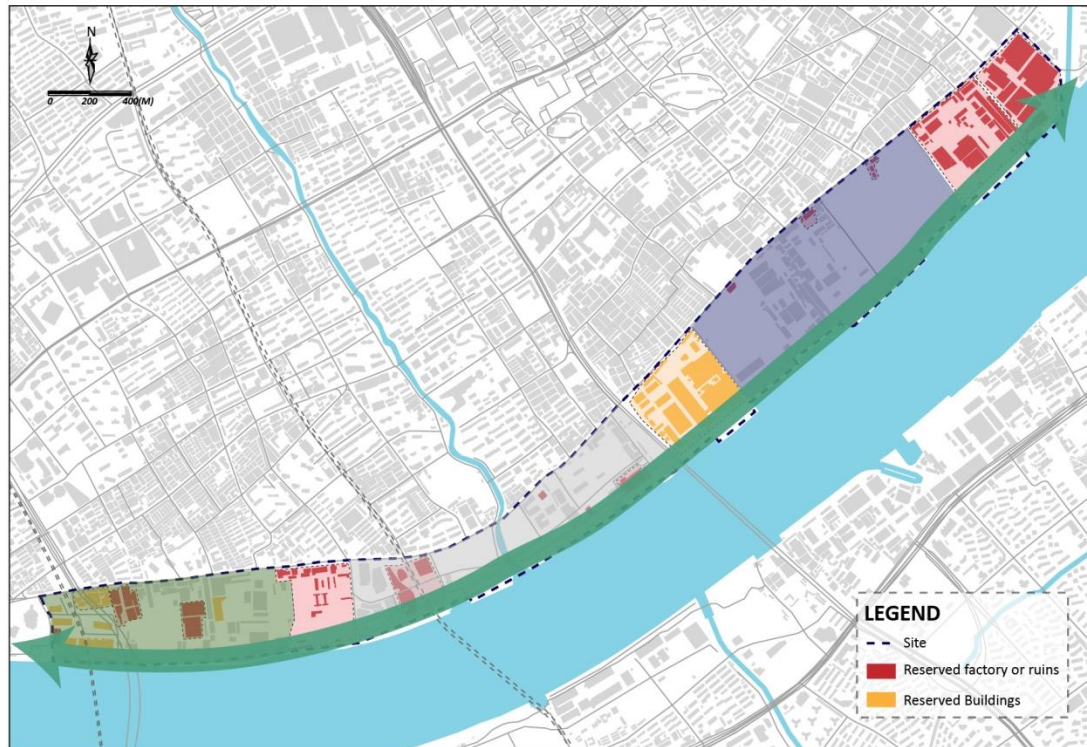 N
0 200 400(M)
LEGEND
Site
Reserved factory or ruins
Reserved Buildings